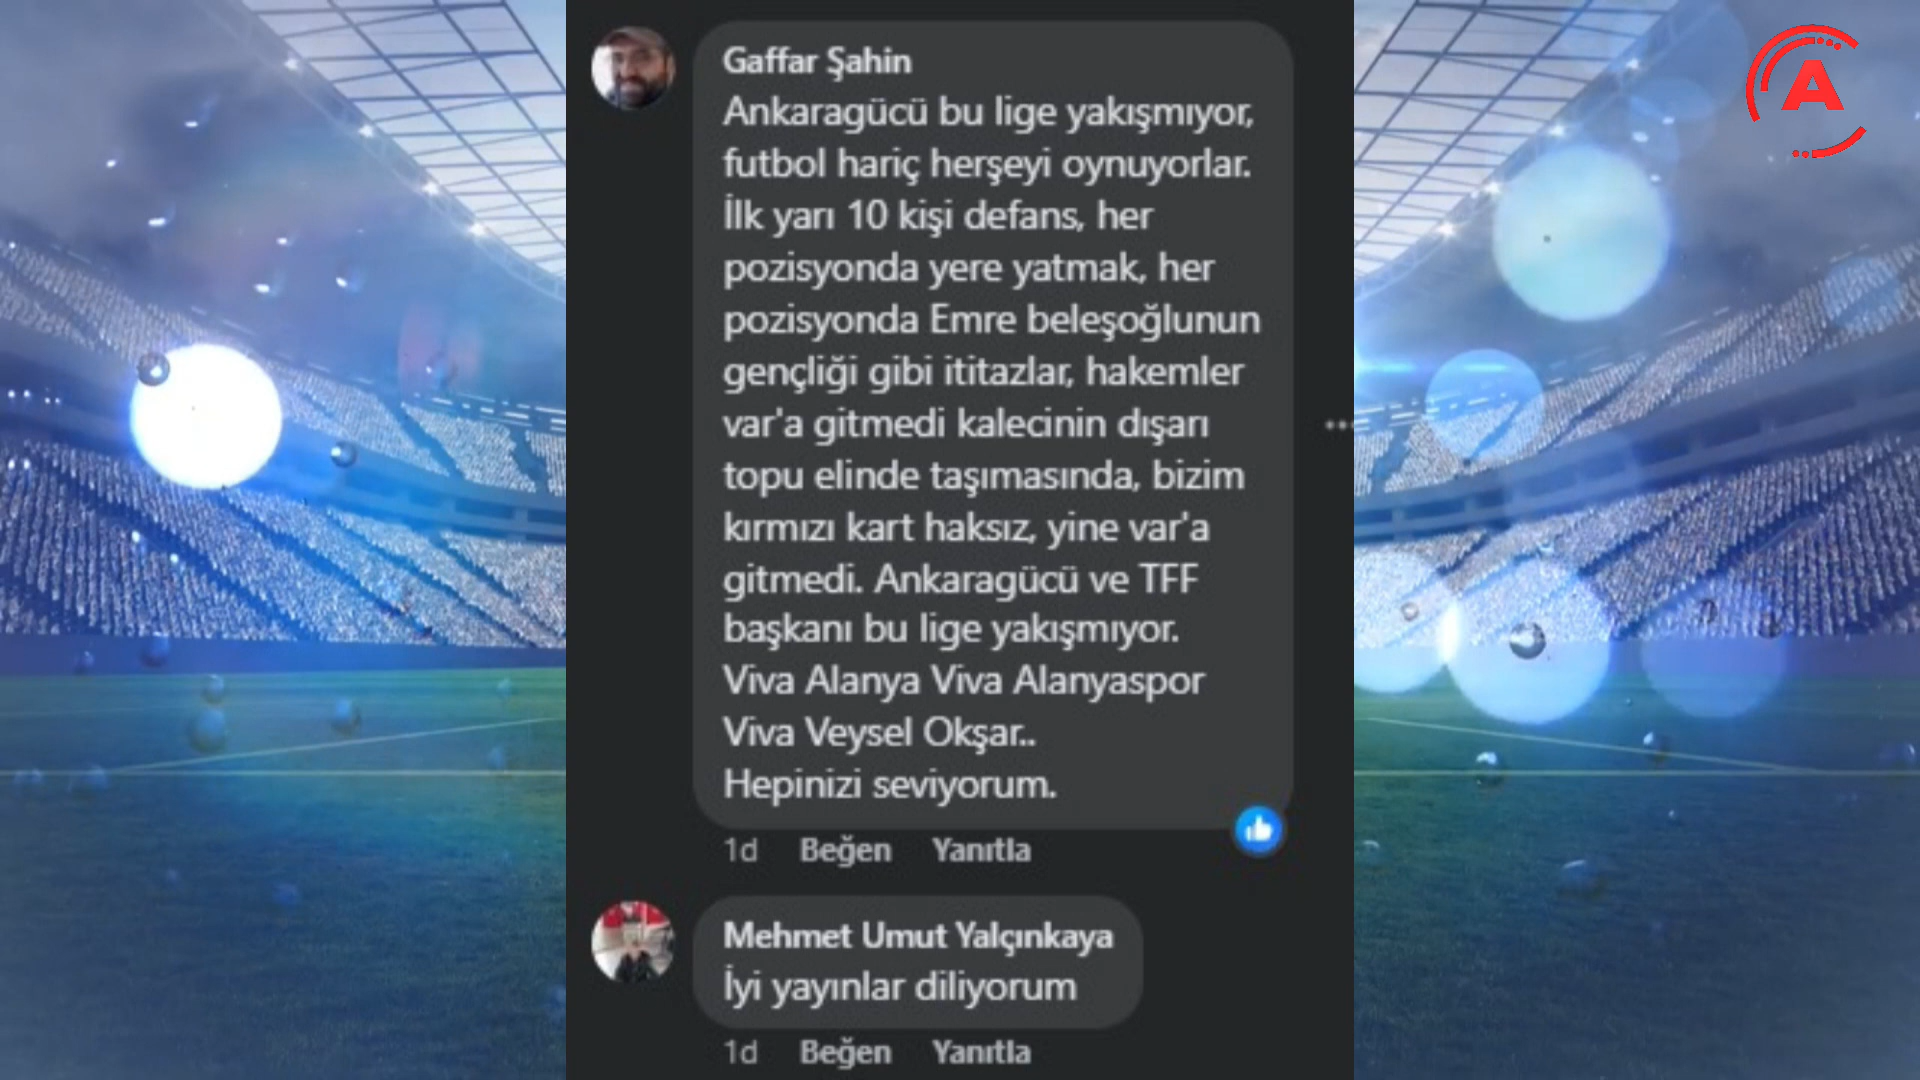 A
Gaffar Şahin
Ankaragücü bu lige yakışmıyor,
futbol hariç herşeyi oynuyorlar.
İlk yarı 10 kişi defans, her
pozisyonda yere yatmak, her
pozisyonda Emre beleşoğlunun
gençliği gibi ititazlar, hakemler
var'a gitmedi kalecinin dışarı
topu elinde taşımasında, bizim
kırmızı kart haksız, yine var'a
gitmedi. Ankaragücü ve TFF
başkanı bu lige yakışmıyor.
Viva Alanya Viva Alanyaspor
Viva Veysel Okşar..
Hepinizi seviyorum.
1d Beğen Yanıtla
Mehmet Umut Yalçınkaya
İyi yayınlar diliyorum
1d Beğen Yanıtla